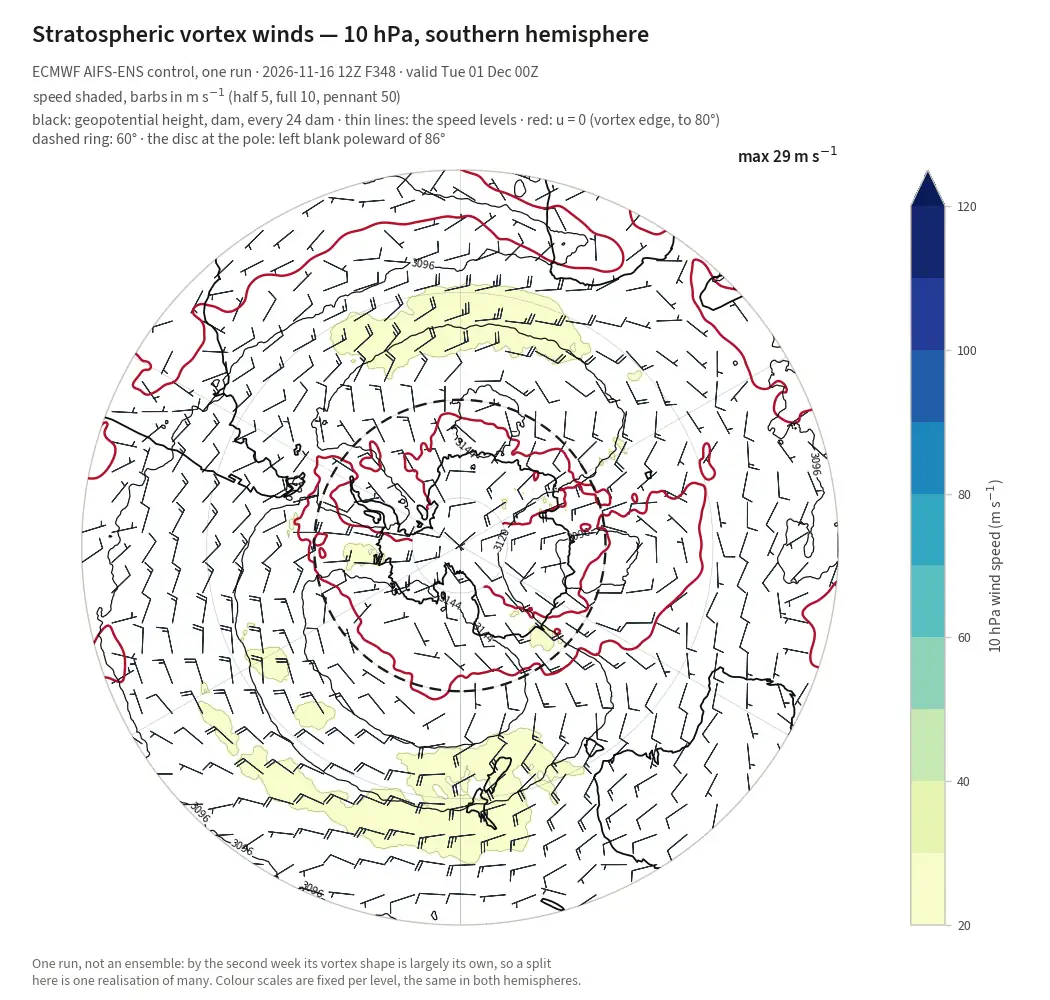 Stratospheric vortex winds — 10 hPa, southern hemisphere
ECMWF AIFS-ENS control, one run · 2026-11-16 12Z F348 · valid Tue 01 Dec 00Z
speed shaded, barbs in m s⁻¹ (half 5, full 10, pennant 50)
black: geopotential height, dam, every 24 dam · thin lines: the speed levels · red: u = 0 (vortex edge, to 80°)
dashed ring: 60° · the disc at the pole: left blank poleward of 86°
max 29 m s⁻¹
120
100
80
60
40
20
10 hPa wind speed (m s⁻¹)
3096
3144
3096
3120
3096
3144
3144
3096
3096
3096
One run, not an ensemble: by the second week its vortex shape is largely its own, so a split
here is one realisation of many. Colour scales are fixed per level, the same in both hemispheres.